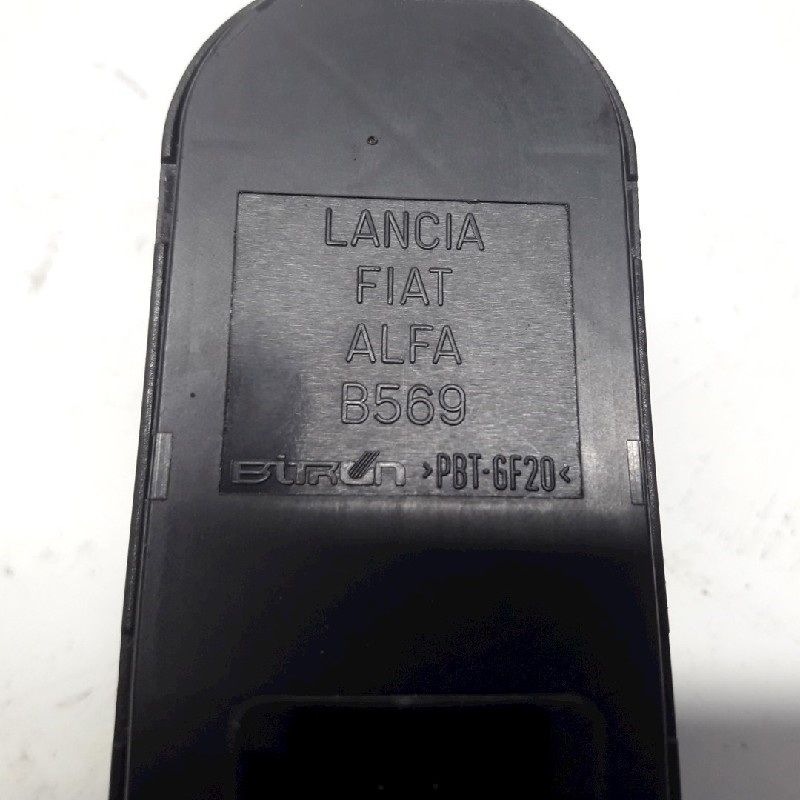 LANCIA
FIAT
ALFA
B569
BiTRON >PBT-GF20<